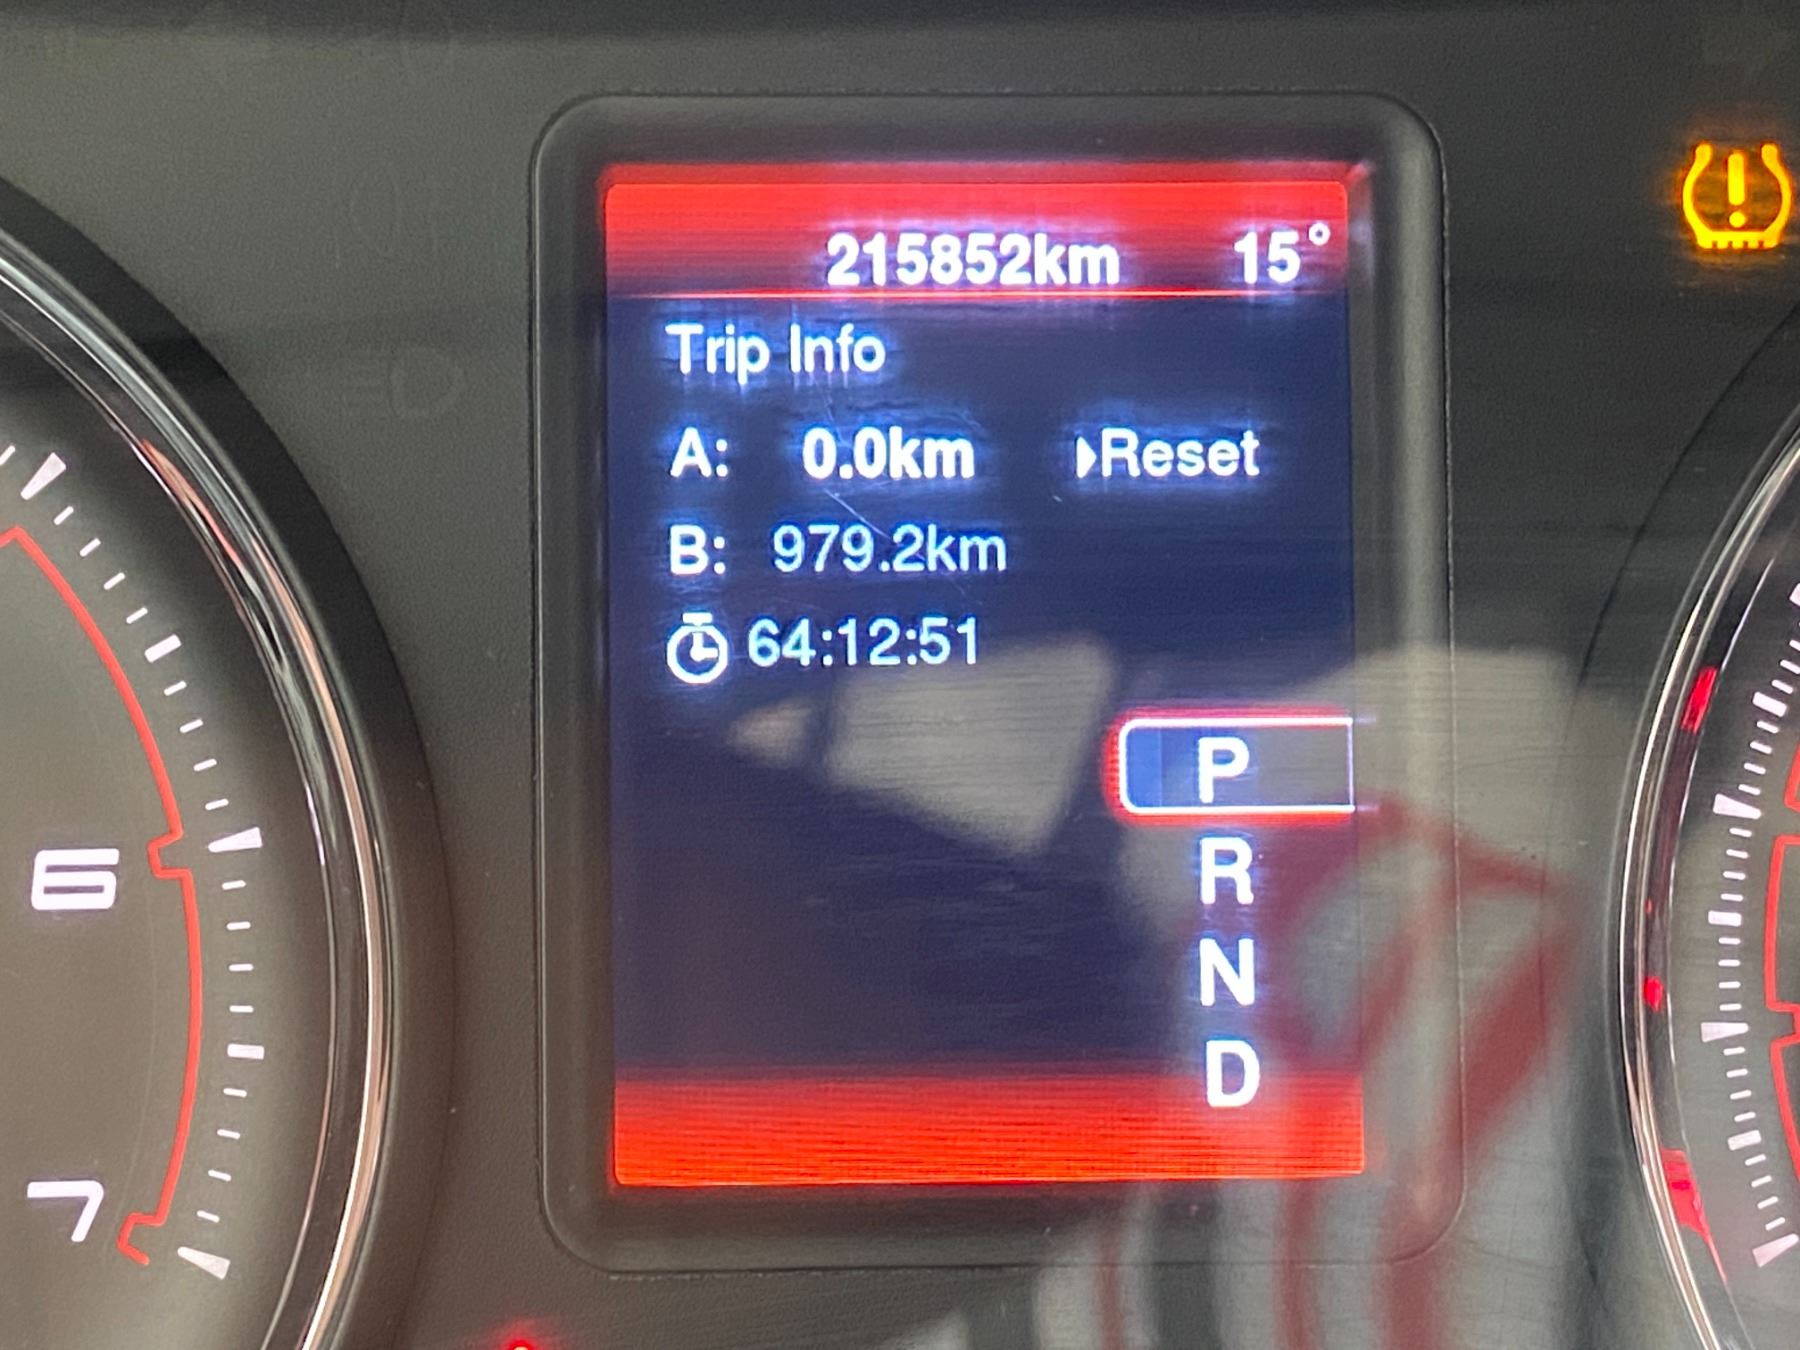 215852km 15°
Trip Info
A: 0.0km Reset
B: 979.2km
64:12:51
P
R
N
D
6
7